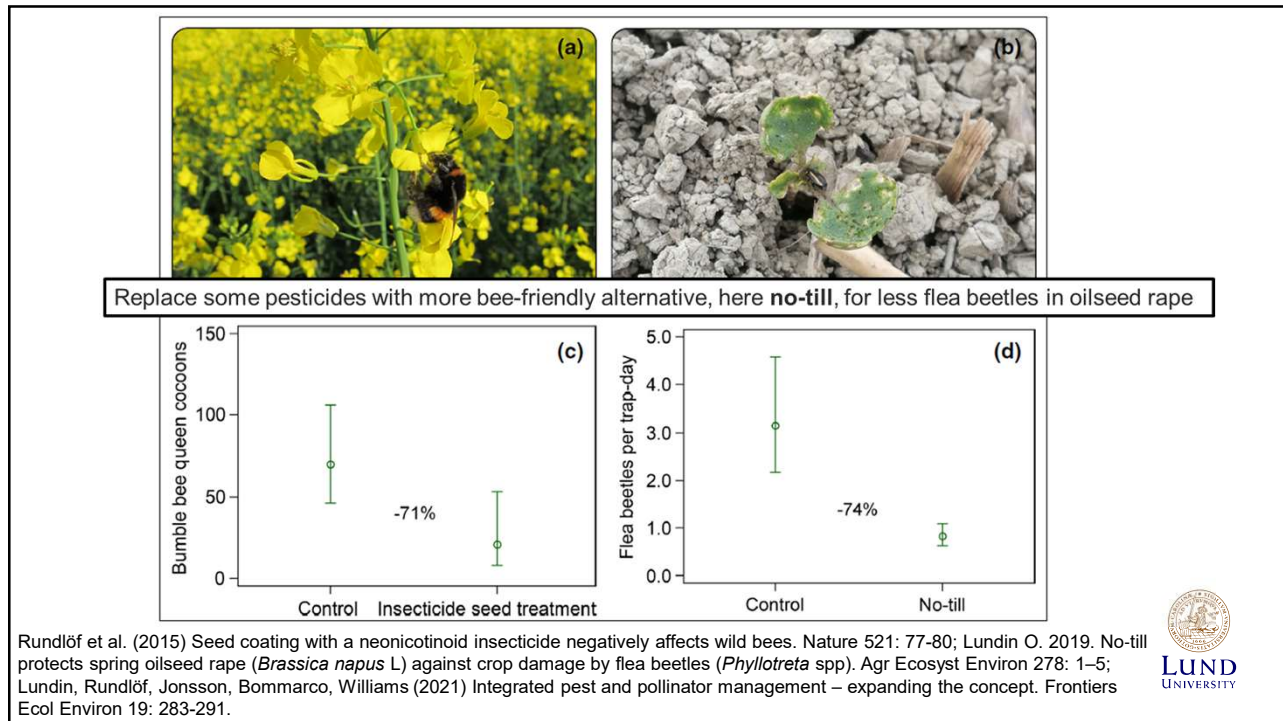 (a)
(b)
Replace some pesticides with more bee-friendly alternative, here no-till, for less flea beetles in oilseed rape
Bumble bee queen cocoons
150
100
50
0
(c)
-71%
Control
Insecticide seed treatment
Flea beetles per trap-day
5.0
4.0
3.0
2.0
1.0
0.0
(d)
-74%
Control
No-till
Rundlöf et al. (2015) Seed coating with a neonicotinoid insecticide negatively affects wild bees. Nature 521: 77-80; Lundin O. 2019. No-till
protects spring oilseed rape (Brassica napus L) against crop damage by flea beetles (Phyllotreta spp). Agr Ecosyst Environ 278: 1–5;
Lundin, Rundlöf, Jonsson, Bommarco, Williams (2021) Integrated pest and pollinator management – expanding the concept. Frontiers
Ecol Environ 19: 283-291.
LUND
UNIVERSITY